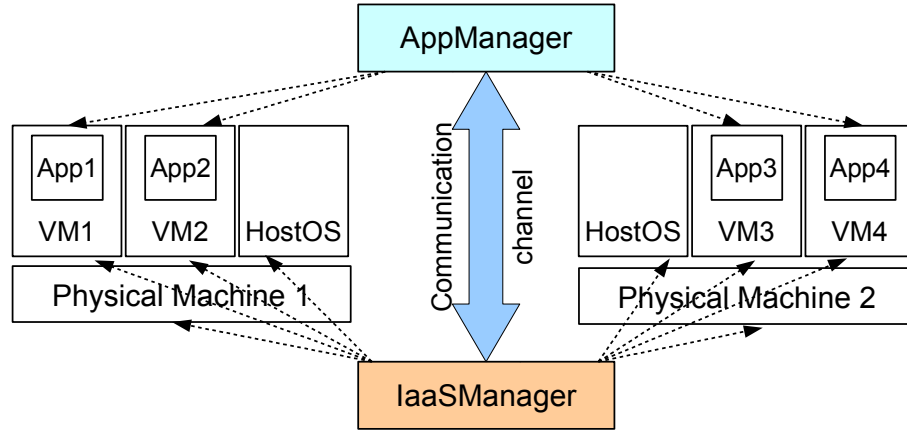 AppManager
App1
App2
VM1
VM2
HostOS
Physical Machine 1
Communication
channel
App3
App4
HostOS
VM3
VM4
Physical Machine 2
IaaSManager